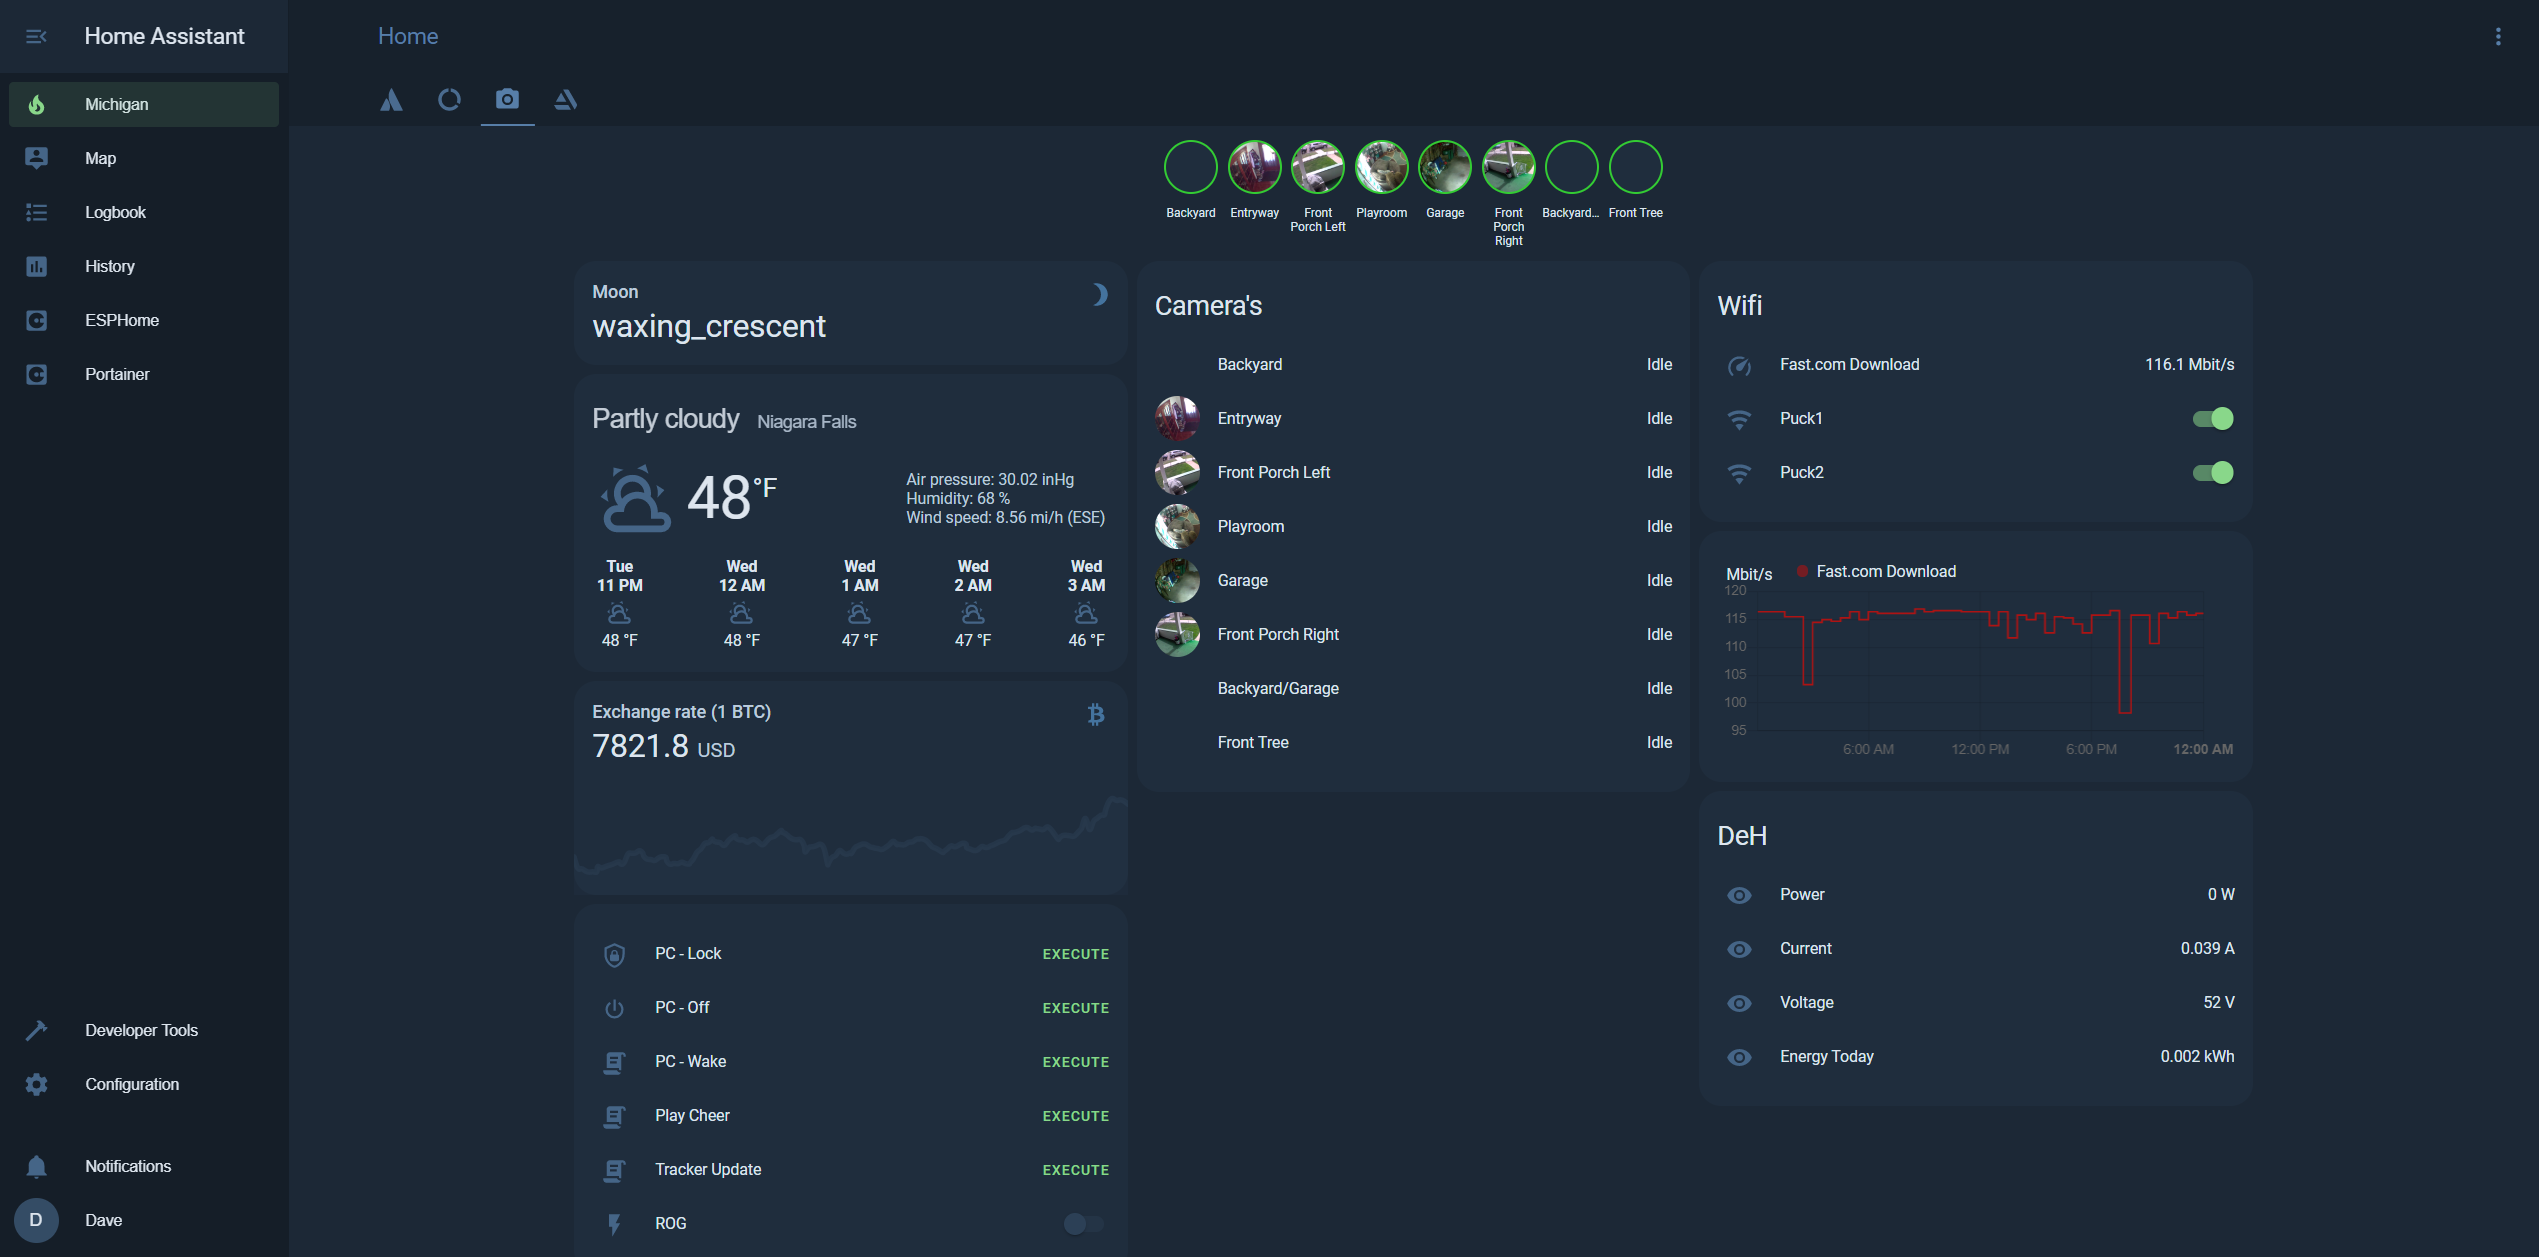 Home Assistant
Michigan
Map
Logbook
History
ESPHome
Portainer
Developer Tools
Configuration
Notifications
D
Dave
Home
Backyard
Entryway
Front
Porch Left
Playroom
Garage
Front
Porch
Right
Backyard...
Front Tree
Moon
waxing_crescent
Partly cloudy Niagara Falls
48 °F
Air pressure: 30.02 inHg
Humidity: 68 %
Wind speed: 8.56 mi/h (ESE)
Tue Wed Wed Wed Wed
11 PM 12 AM 1 AM 2 AM 3 AM
48 °F 48 °F 47 °F 47 °F 46 °F
Exchange rate (1 BTC)
7821.8 USD
PC - Lock EXECUTE
PC - Off EXECUTE
PC - Wake EXECUTE
Play Cheer EXECUTE
Tracker Update EXECUTE
ROG
Camera's
Backyard Idle
Entryway Idle
Front Porch Left Idle
Playroom Idle
Garage Idle
Front Porch Right Idle
Backyard/Garage Idle
Front Tree Idle
Wifi
Fast.com Download 116.1 Mbit/s
Puck1
Puck2
Mbit/s Fast.com Download
120
115
110
105
100
95
6:00 AM 12:00 PM 6:00 PM 12:00 AM
DeH
Power 0 W
Current 0.039 A
Voltage 52 V
Energy Today 0.002 kWh